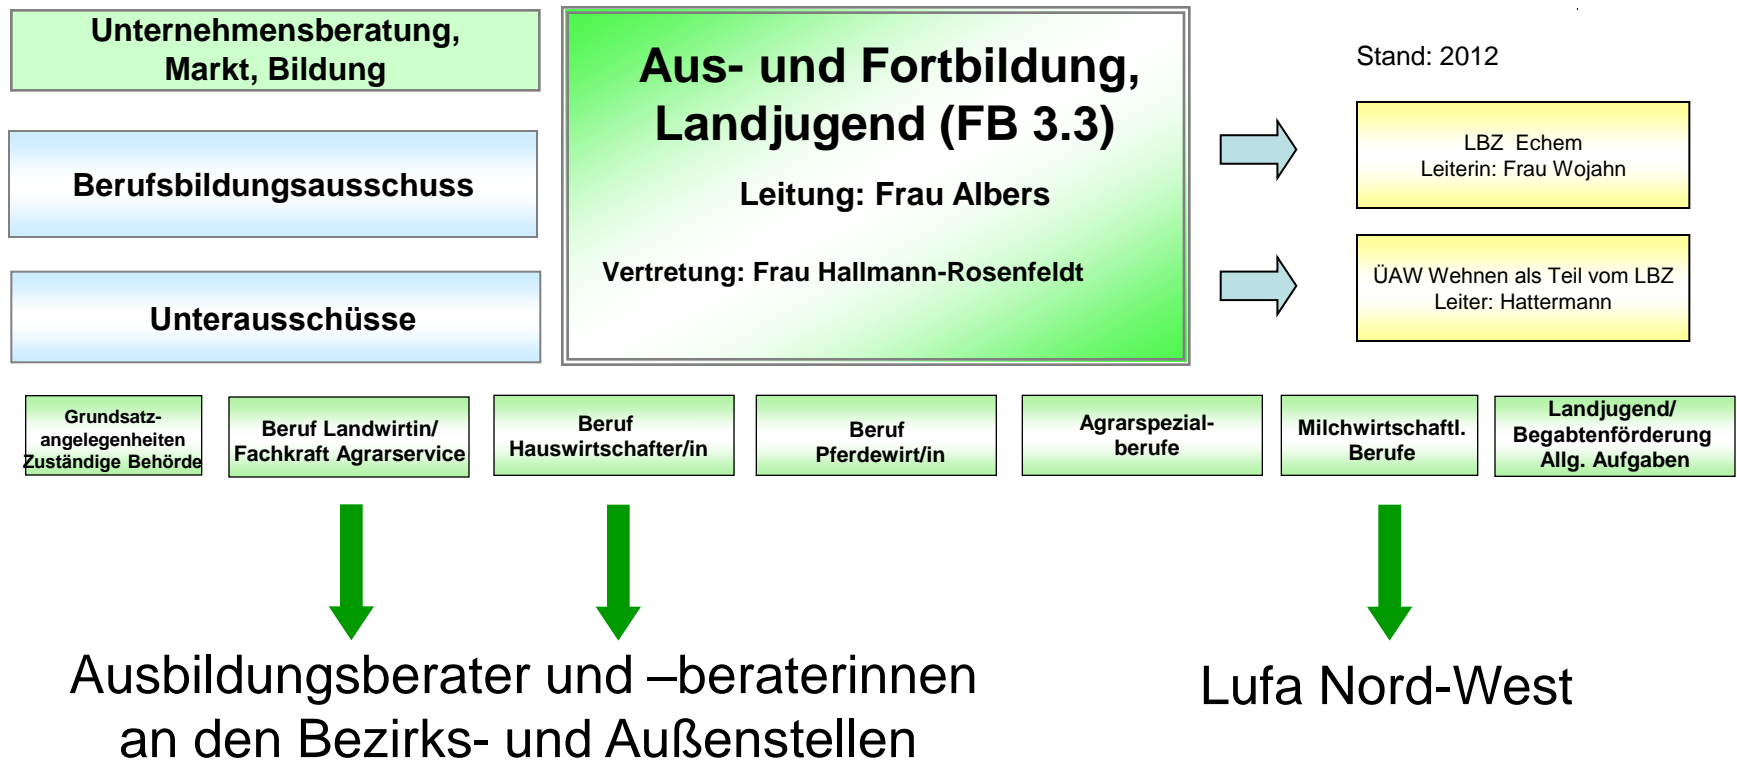 Unternehmensberatung,
Markt, Bildung
Berufsbildungsausschuss
Unterausschüsse
Aus- und Fortbildung,
Landjugend (FB 3.3)
Leitung: Frau Albers
Vertretung: Frau Hallmann-Rosenfeldt
Stand: 2012
LBZ Echem
Leiterin: Frau Wojahn
ÜAW Wehnen als Teil vom LBZ
Leiter: Hattermann
Grundsatz-
angelegenheiten
Zuständige Behörde
Beruf Landwirtin/
Fachkraft Agrarservice
Beruf
Hauswirtschafter/in
Beruf
Pferdewirt/in
Agrarspezial-
berufe
Milchwirtschaftl.
Berufe
Landjugend/
Begabtenförderung
Allg. Aufgaben
Ausbildungsberater und –beraterinnen
an den Bezirks- und Außenstellen
Lufa Nord-West